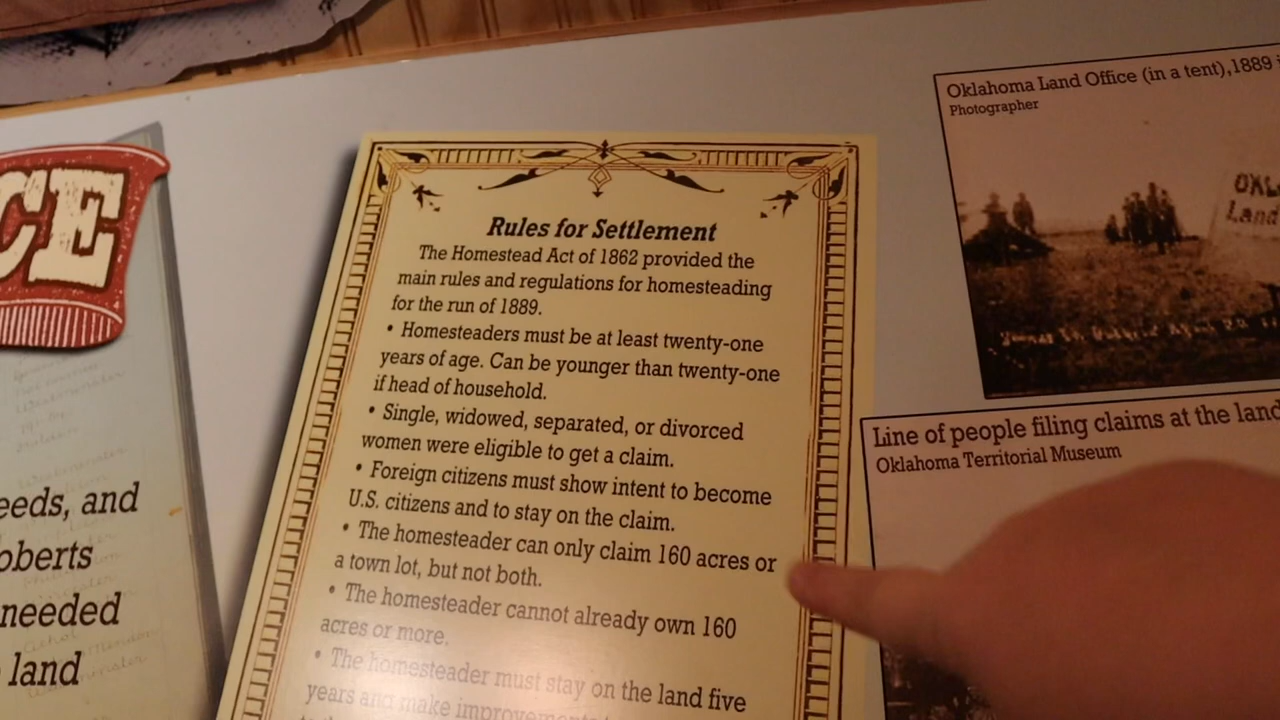 CE
eeds, and
oberts
needed
land
Rules for Settlement
The Homestead Act of 1862 provided the
main rules and regulations for homesteading
for the run of 1889.
• Homesteaders must be at least twenty-one
years of age. Can be younger than twenty-one
if head of household.
• Single, widowed, separated, or divorced
women were eligible to get a claim.
• Foreign citizens must show intent to become
U.S. citizens and to stay on the claim.
• The homesteader can only claim 160 acres or
a town lot, but not both.
• The homesteader cannot already own 160
acres or more.
• The homesteader must stay on the land five
years and make improvements
Oklahoma Land Office (in a tent), 1889
Photographer
OKL
Land
Line of people filing claims at the land
Oklahoma Territorial Museum